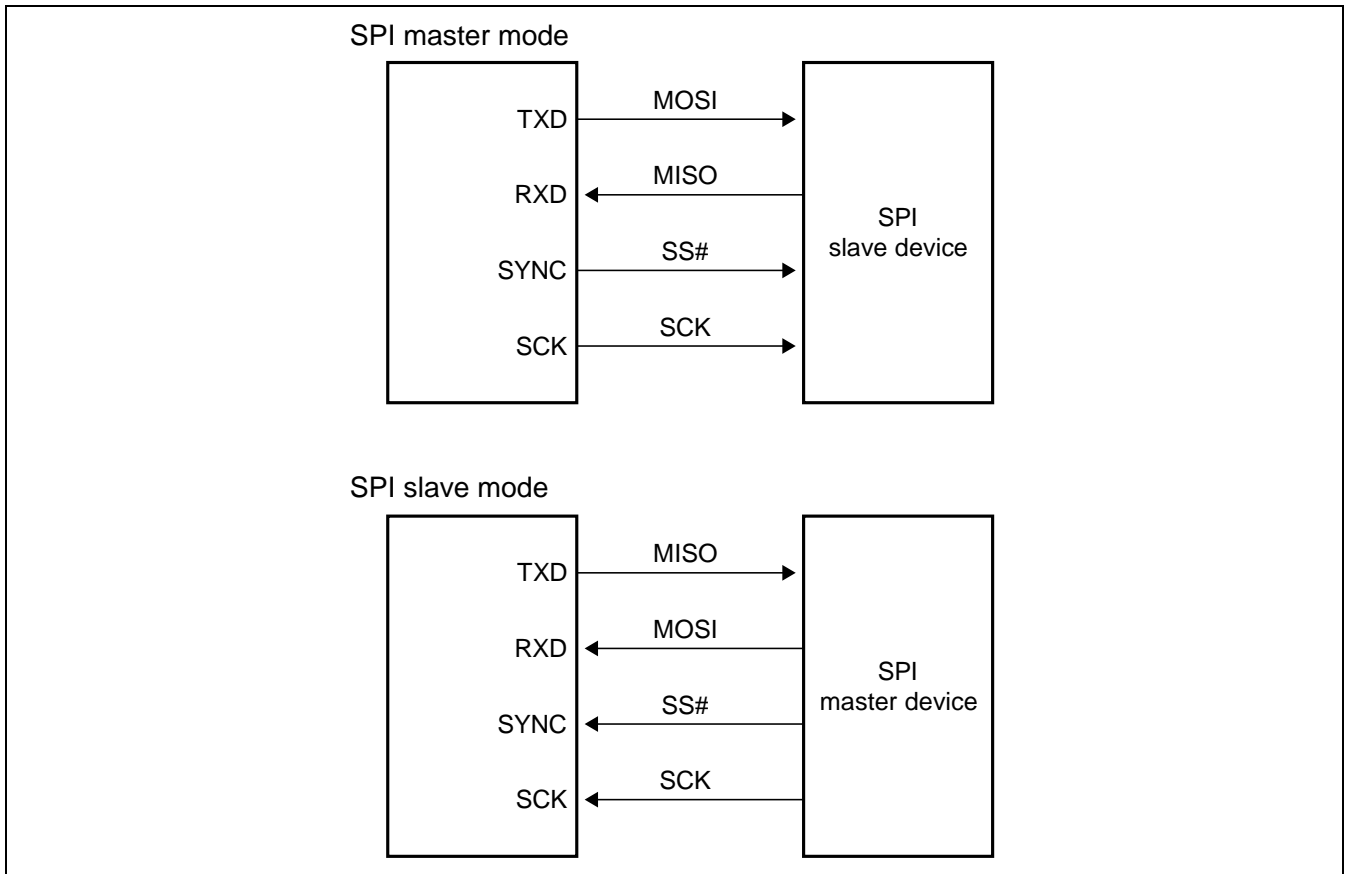 SPI master mode
TXD
MOSI
RXD
MISO
SYNC
SS#
SCK
SCK
SPI
slave device
SPI slave mode
TXD
MISO
RXD
MOSI
SYNC
SS#
SCK
SCK
SPI
master device